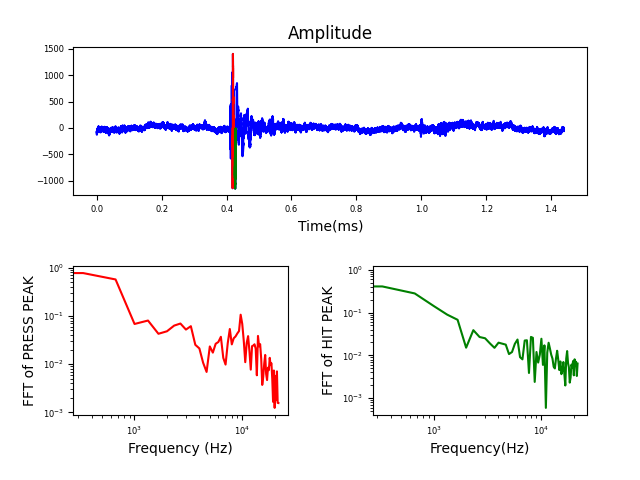 Amplitude
1500
1000
500
0
−500
−1000
0.0 0.2 0.4 0.6 0.8 1.0 1.2 1.4
Time(ms)
FFT of PRESS PEAK
10⁰
10⁻¹
10⁻²
10⁻³
10³ 10⁴
Frequency (Hz)
FFT of HIT PEAK
10⁰
10⁻¹
10⁻²
10⁻³
10³ 10⁴
Frequency(Hz)